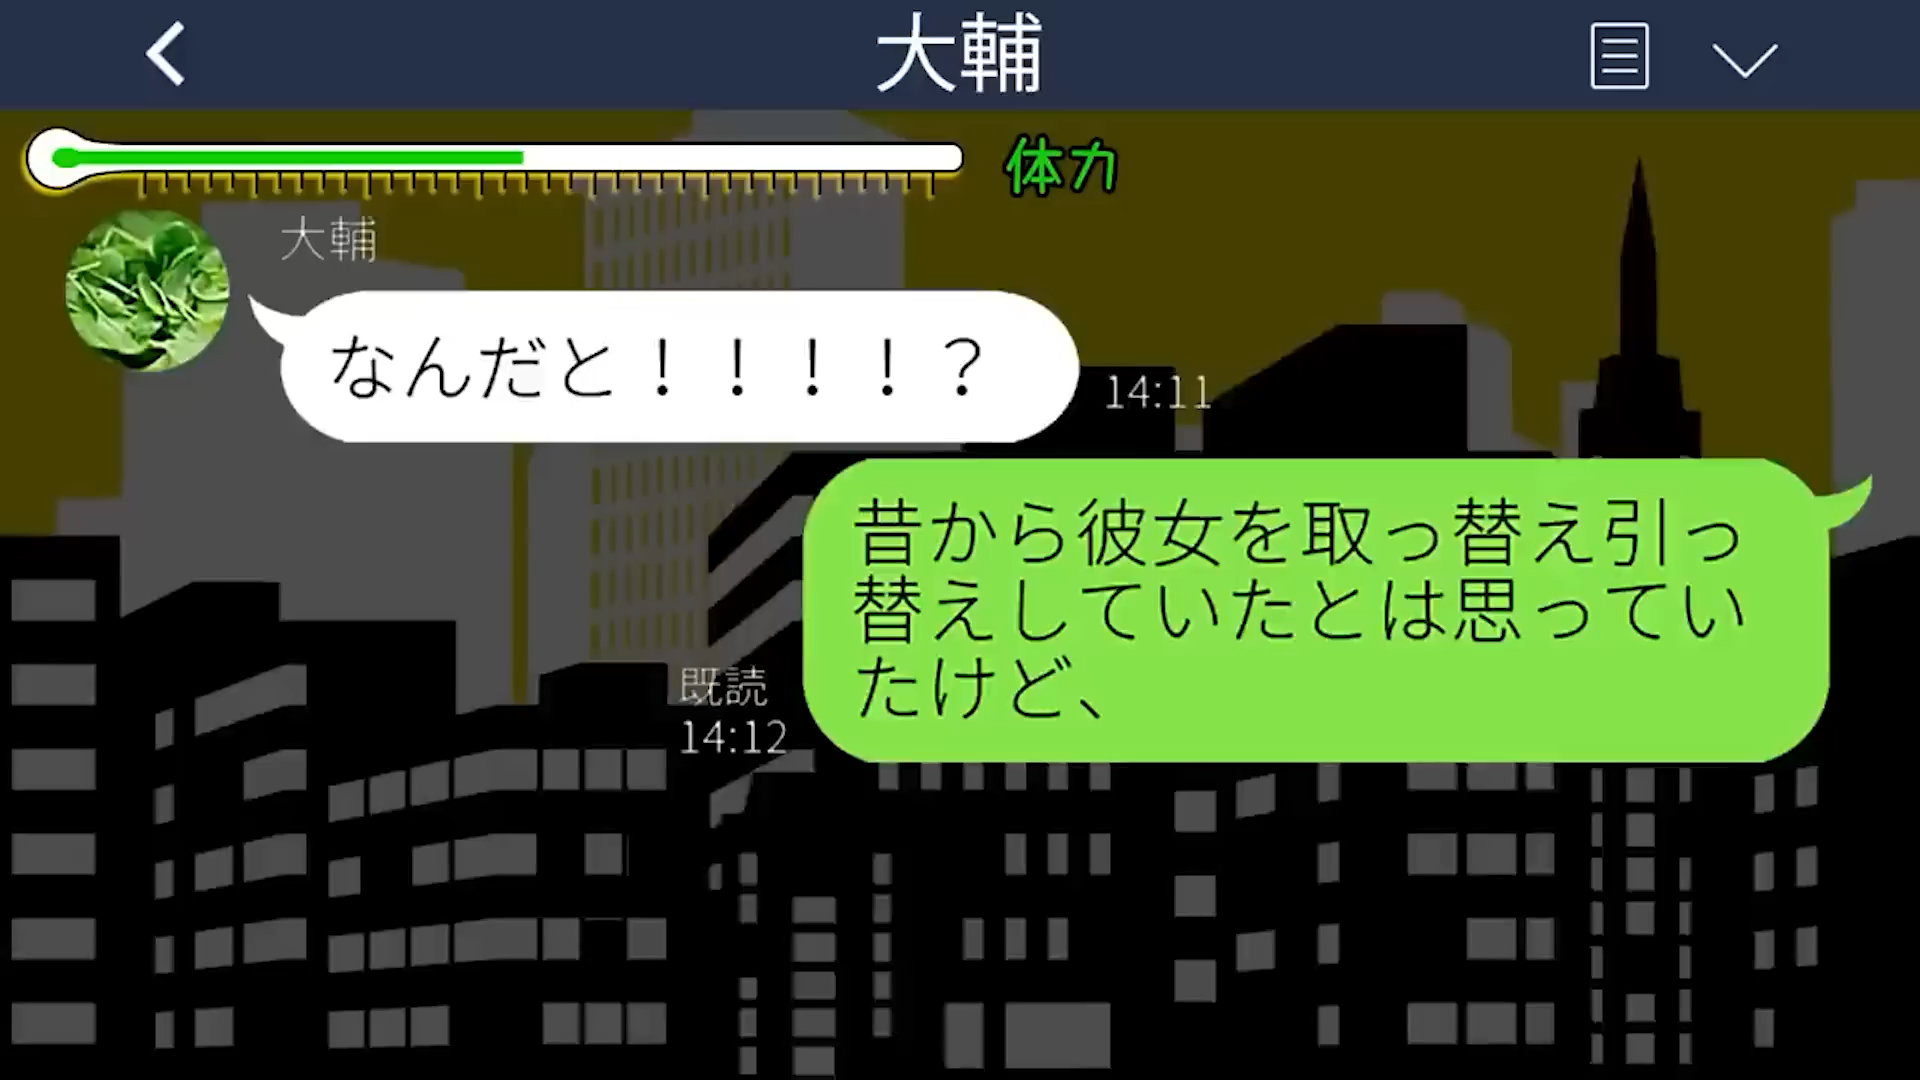 大輔
体力
大輔
なんだと！！！！？
14:11
昔から彼女を取っ替え引っ
替えしていたとは思ってい
たけど、
既読
14:12